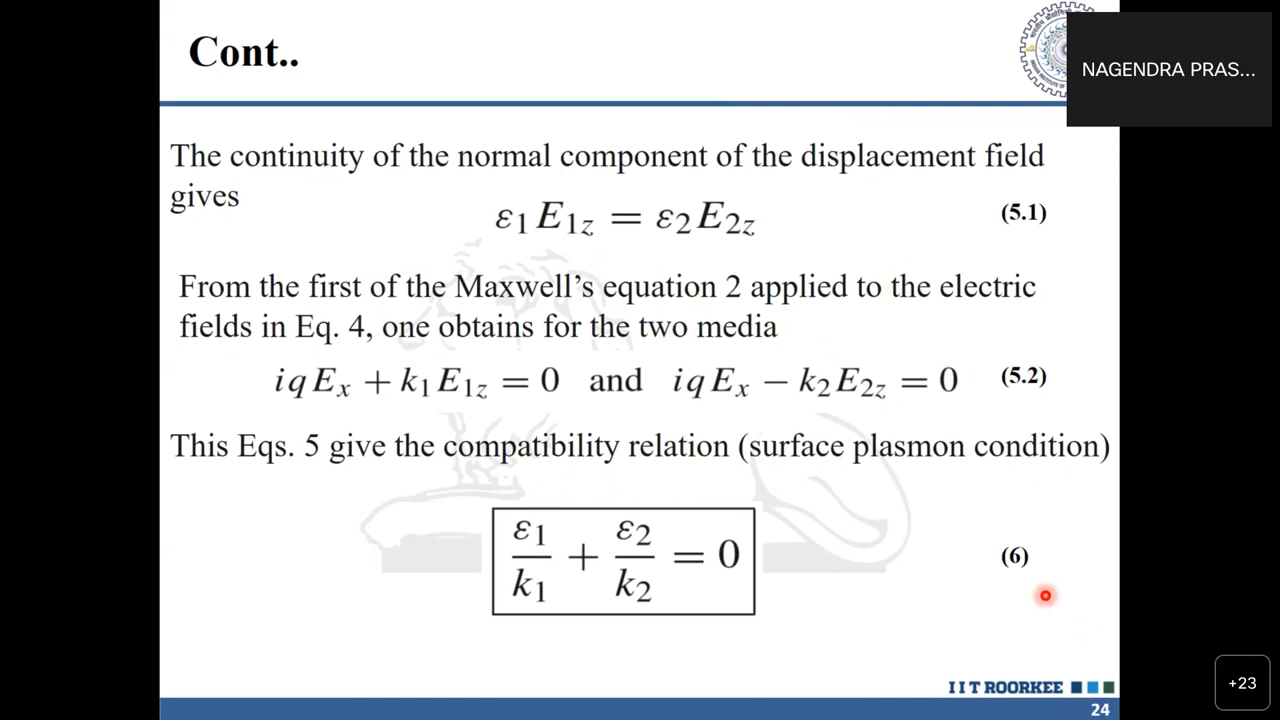 Cont..
NAGENDRA PRAS...
The continuity of the normal component of the displacement field
gives
ε₁E₁z = ε₂E₂z (5.1)
From the first of the Maxwell's equation 2 applied to the electric
fields in Eq. 4, one obtains for the two media
iqEx + k₁E₁z = 0 and iqEx − k₂E₂z = 0 (5.2)
This Eqs. 5 give the compatibility relation (surface plasmon condition)
ε₁/k₁ + ε₂/k₂ = 0 (6)
I I T ROORKEE
+23
24